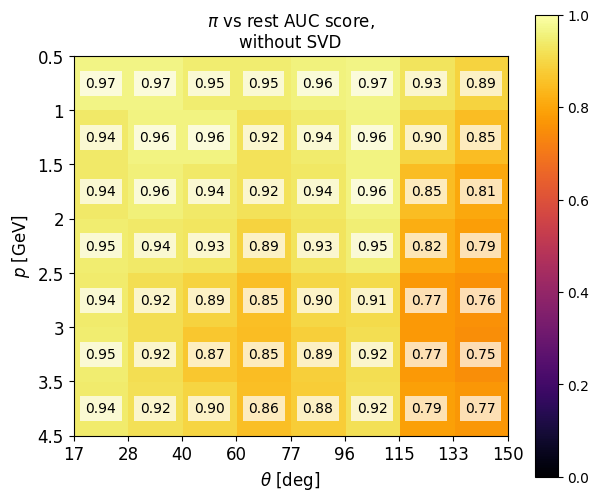 π vs rest AUC score,
without SVD
1.0
0.5
0.97 0.97 0.95 0.95 0.96 0.97 0.93 0.89
1
0.94 0.96 0.96 0.92 0.94 0.96 0.90 0.85
0.8
1.5
0.94 0.96 0.94 0.92 0.94 0.96 0.85 0.81
2
0.6
0.95 0.94 0.93 0.89 0.93 0.95 0.82 0.79
p [GeV]
2.5
0.94 0.92 0.89 0.85 0.90 0.91 0.77 0.76
0.4
3
0.95 0.92 0.87 0.85 0.89 0.92 0.77 0.75
3.5
0.2
0.94 0.92 0.90 0.86 0.88 0.92 0.79 0.77
4.5
17 28 40 60 77 96 115 133 150
0.0
θ [deg]